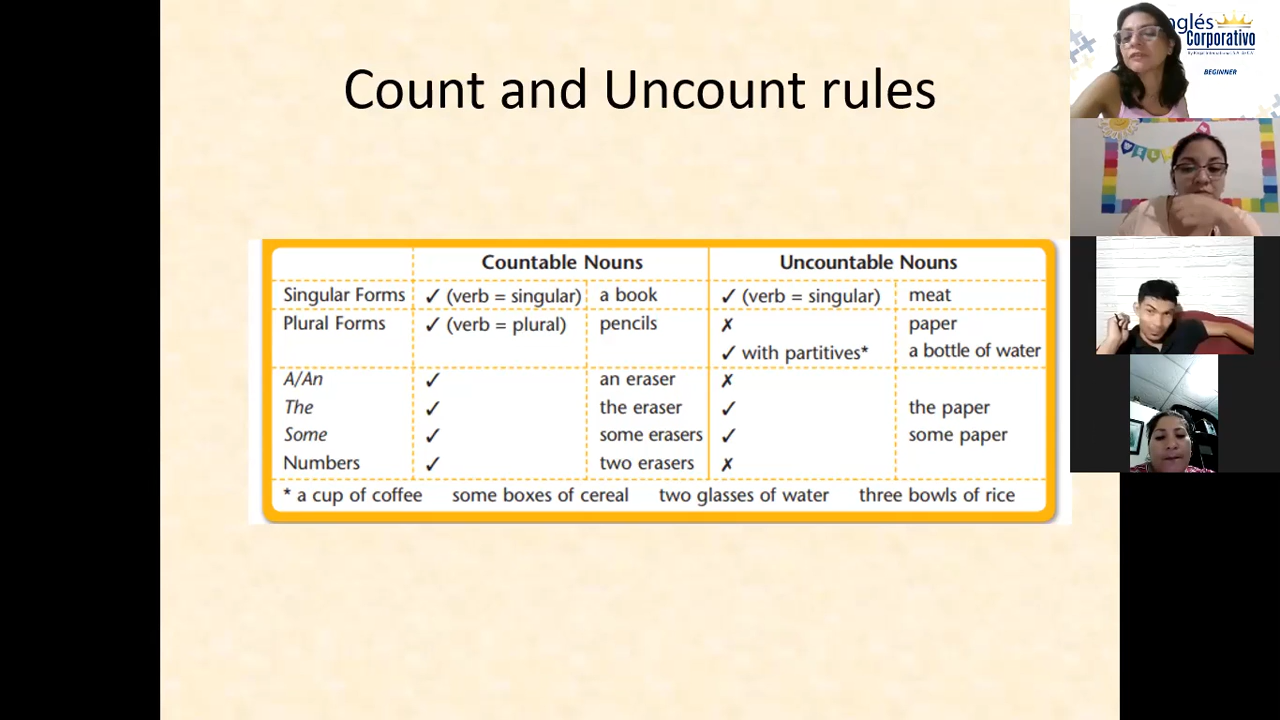 Count and Uncount rules
Countable Nouns Uncountable Nouns
Singular Forms ✓ (verb = singular) a book ✓ (verb = singular) meat
Plural Forms ✓ (verb = plural) pencils ✗ paper
✓ with partitives* a bottle of water
A/An ✓ an eraser ✗
The ✓ the eraser ✓ the paper
Some ✓ some erasers ✓ some paper
Numbers ✓ two erasers ✗
* a cup of coffee some boxes of cereal two glasses of water three bowls of rice
nglés
Corporativo
BEGINNER